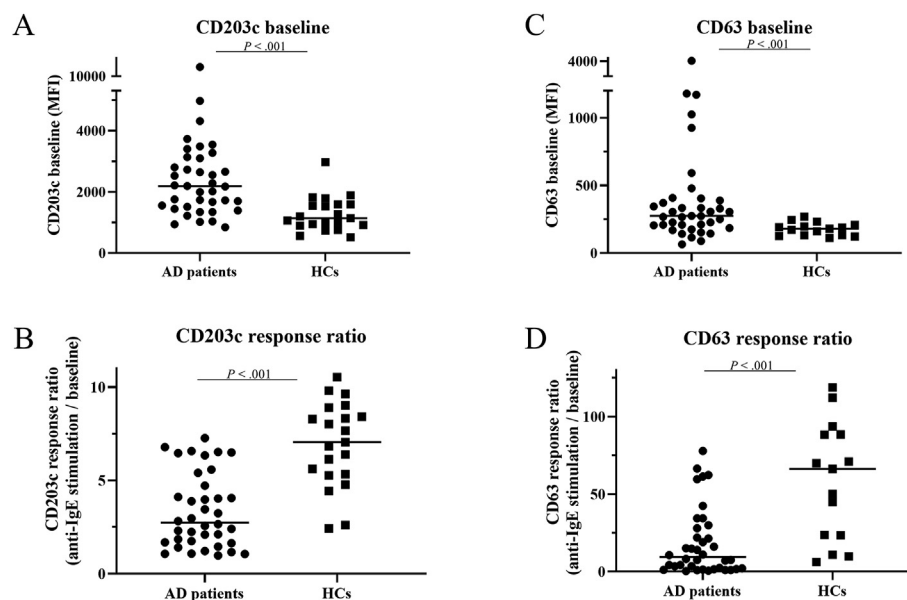 A
CD203c baseline
P < .001
CD203c baseline (MFI)
10000
4000
2000
0
AD patients
HCs
C
CD63 baseline
P < .001
CD63 baseline (MFI)
4000
1000
500
0
AD patients
HCs
B
CD203c response ratio
P < .001
CD203c response ratio
(anti-IgE stimulation / baseline)
10
5
0
AD patients
HCs
D
CD63 response ratio
P < .001
CD63 response ratio
(anti-IgE stimulation / baseline)
100
50
0
AD patients
HCs